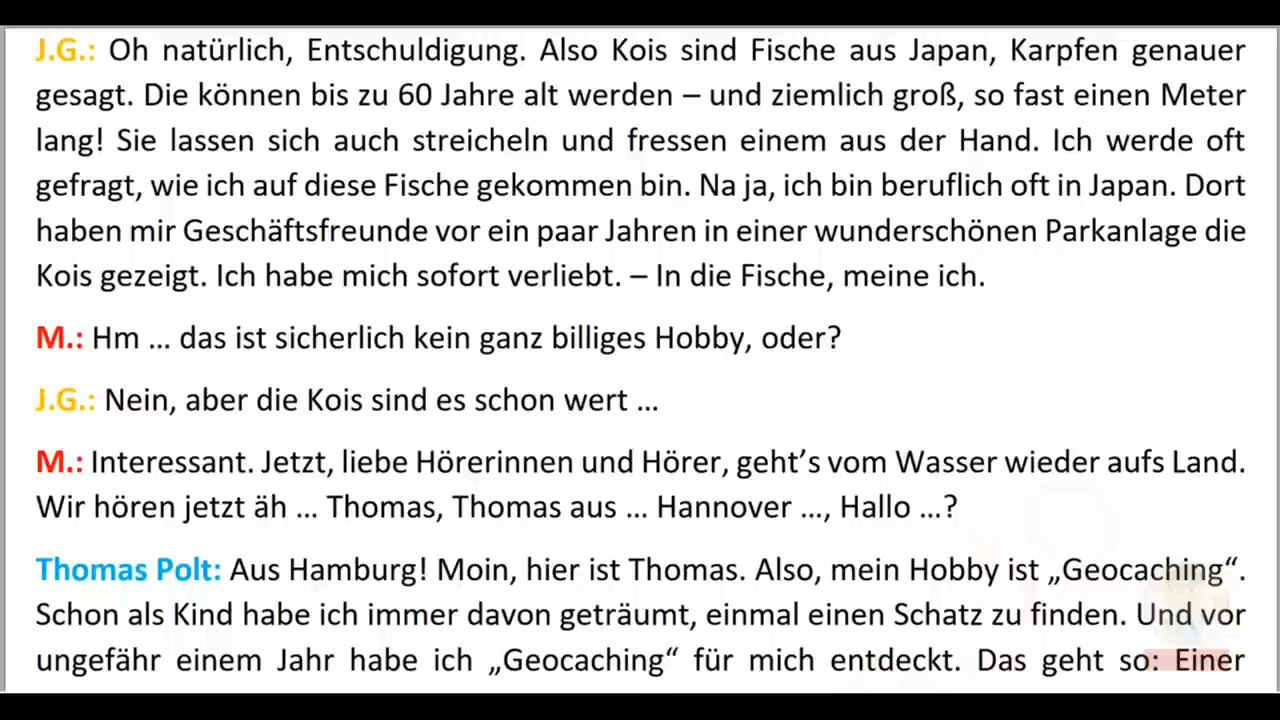 J.G.: Oh natürlich, Entschuldigung. Also Kois sind Fische aus Japan, Karpfen genauer
gesagt. Die können bis zu 60 Jahre alt werden – und ziemlich groß, so fast einen Meter
lang! Sie lassen sich auch streicheln und fressen einem aus der Hand. Ich werde oft
gefragt, wie ich auf diese Fische gekommen bin. Na ja, ich bin beruflich oft in Japan. Dort
haben mir Geschäftsfreunde vor ein paar Jahren in einer wunderschönen Parkanlage die
Kois gezeigt. Ich habe mich sofort verliebt. – In die Fische, meine ich.
M.: Hm … das ist sicherlich kein ganz billiges Hobby, oder?
J.G.: Nein, aber die Kois sind es schon wert …
M.: Interessant. Jetzt, liebe Hörerinnen und Hörer, geht’s vom Wasser wieder aufs Land.
Wir hören jetzt äh … Thomas, Thomas aus … Hannover …, Hallo …?
Thomas Polt: Aus Hamburg! Moin, hier ist Thomas. Also, mein Hobby ist „Geocaching“.
Schon als Kind habe ich immer davon geträumt, einmal einen Schatz zu finden. Und vor
ungefähr einem Jahr habe ich „Geocaching“ für mich entdeckt. Das geht so: Einer